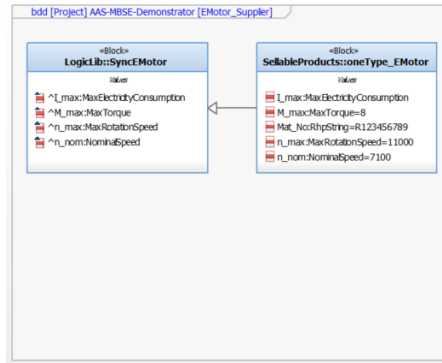 bdd [Project] AAS-MBSE-Demonstrator [EMotor_Supplier]
«Block»
LogicLib::SyncEMotor
Values
^I_max:MaxElectricityConsumption
^M_max:MaxTorque
^n_max:MaxRotationSpeed
^n_nom:NominalSpeed
«Block»
SellableProducts::oneType_EMotor
Values
I_max:MaxElectricityConsumption
M_max:MaxTorque=8
Mat_No:RhpString=R123456789
n_max:MaxRotationSpeed=11000
n_nom:NominalSpeed=7100